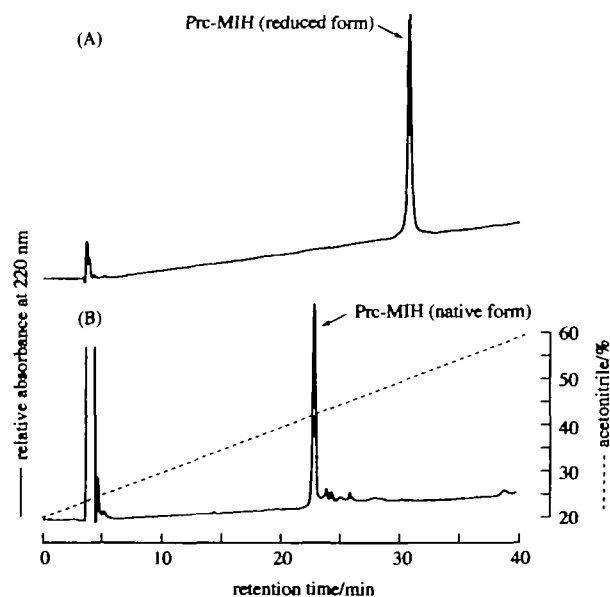 Prc-MIH (reduced form)
(A)
relative absorbance at 220 nm
(B)
Prc-MIH (native form)
60
50
40
30
20
acetonitrile/%
0
10
20
30
40
retention time/min